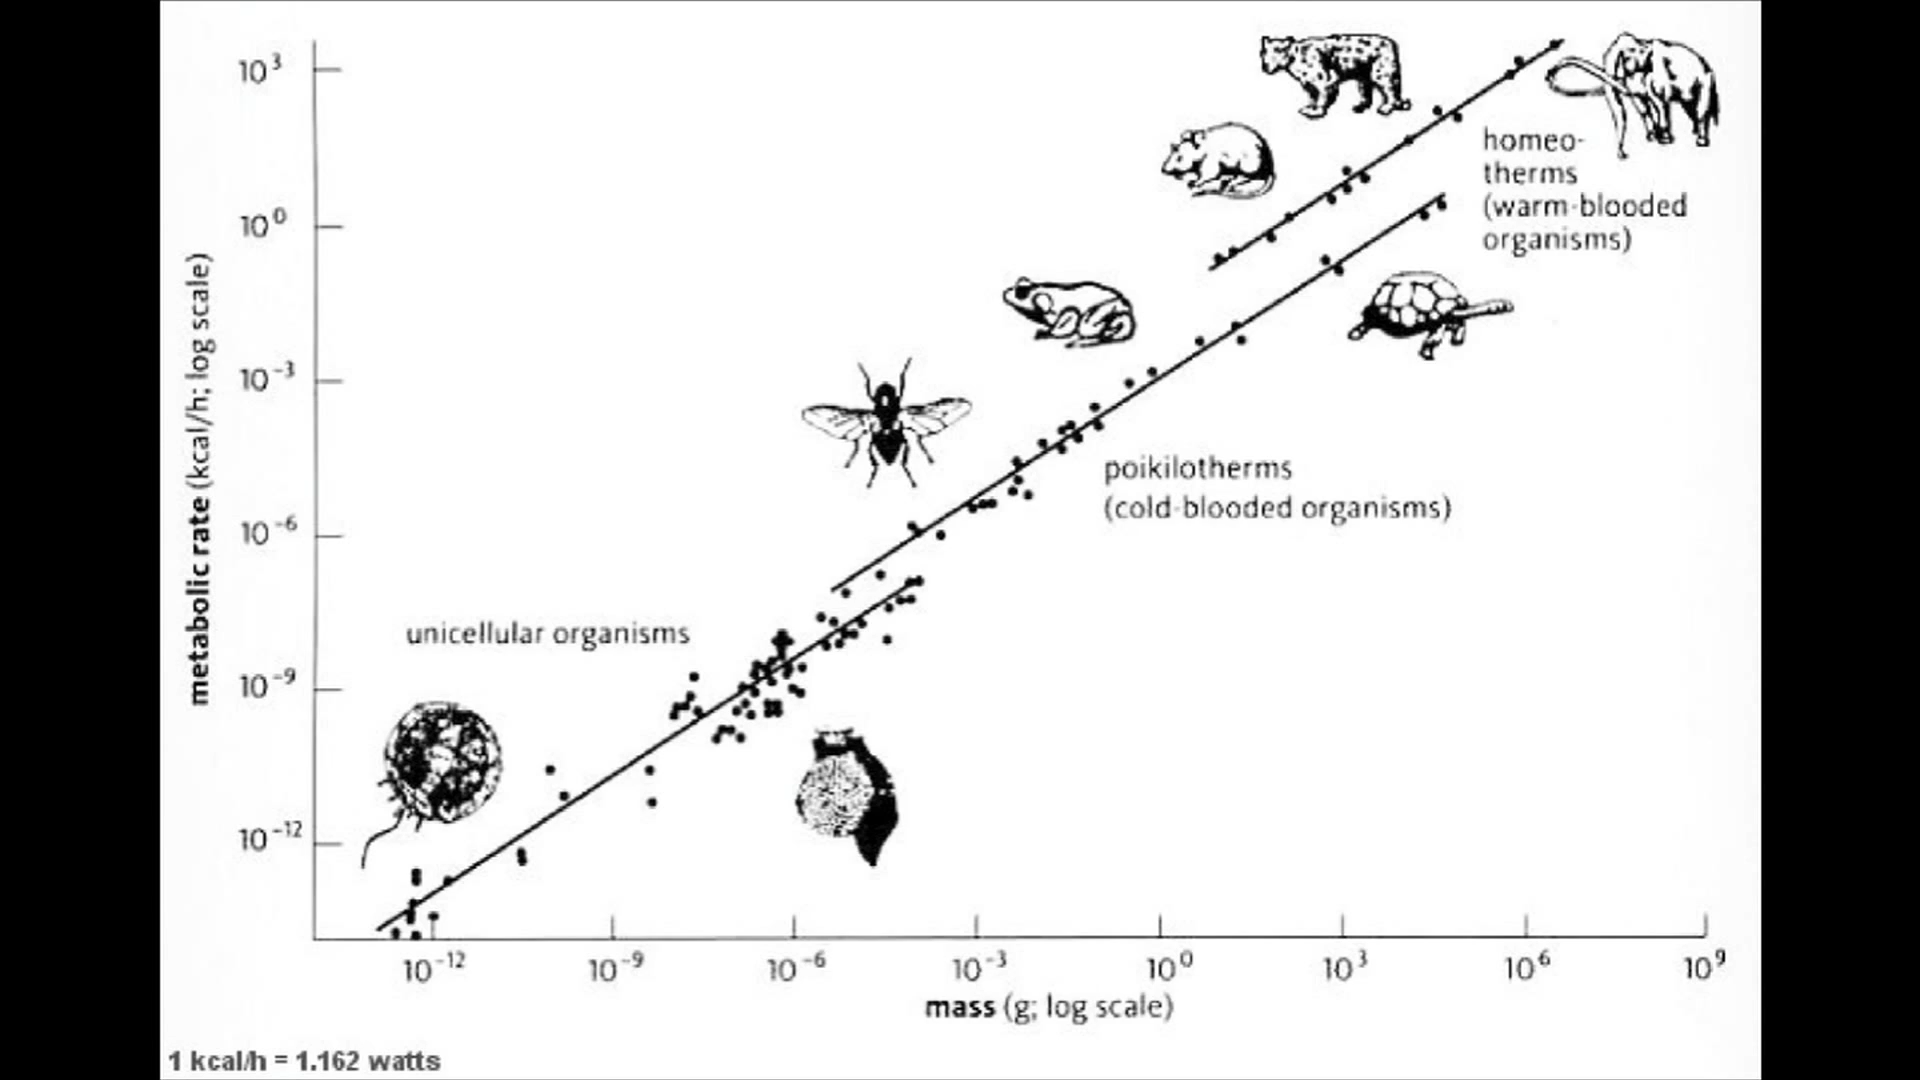 10³
10⁰
10⁻³
10⁻⁶
10⁻⁹
10⁻¹²
metabolic rate (kcal/h; log scale)
homeo-
therms
(warm-blooded
organisms)
poikilotherms
(cold-blooded organisms)
unicellular organisms
10⁻¹² 10⁻⁹ 10⁻⁶ 10⁻³ 10⁰ 10³ 10⁶ 10⁹
mass (g; log scale)
1 kcal/h = 1.162 watts